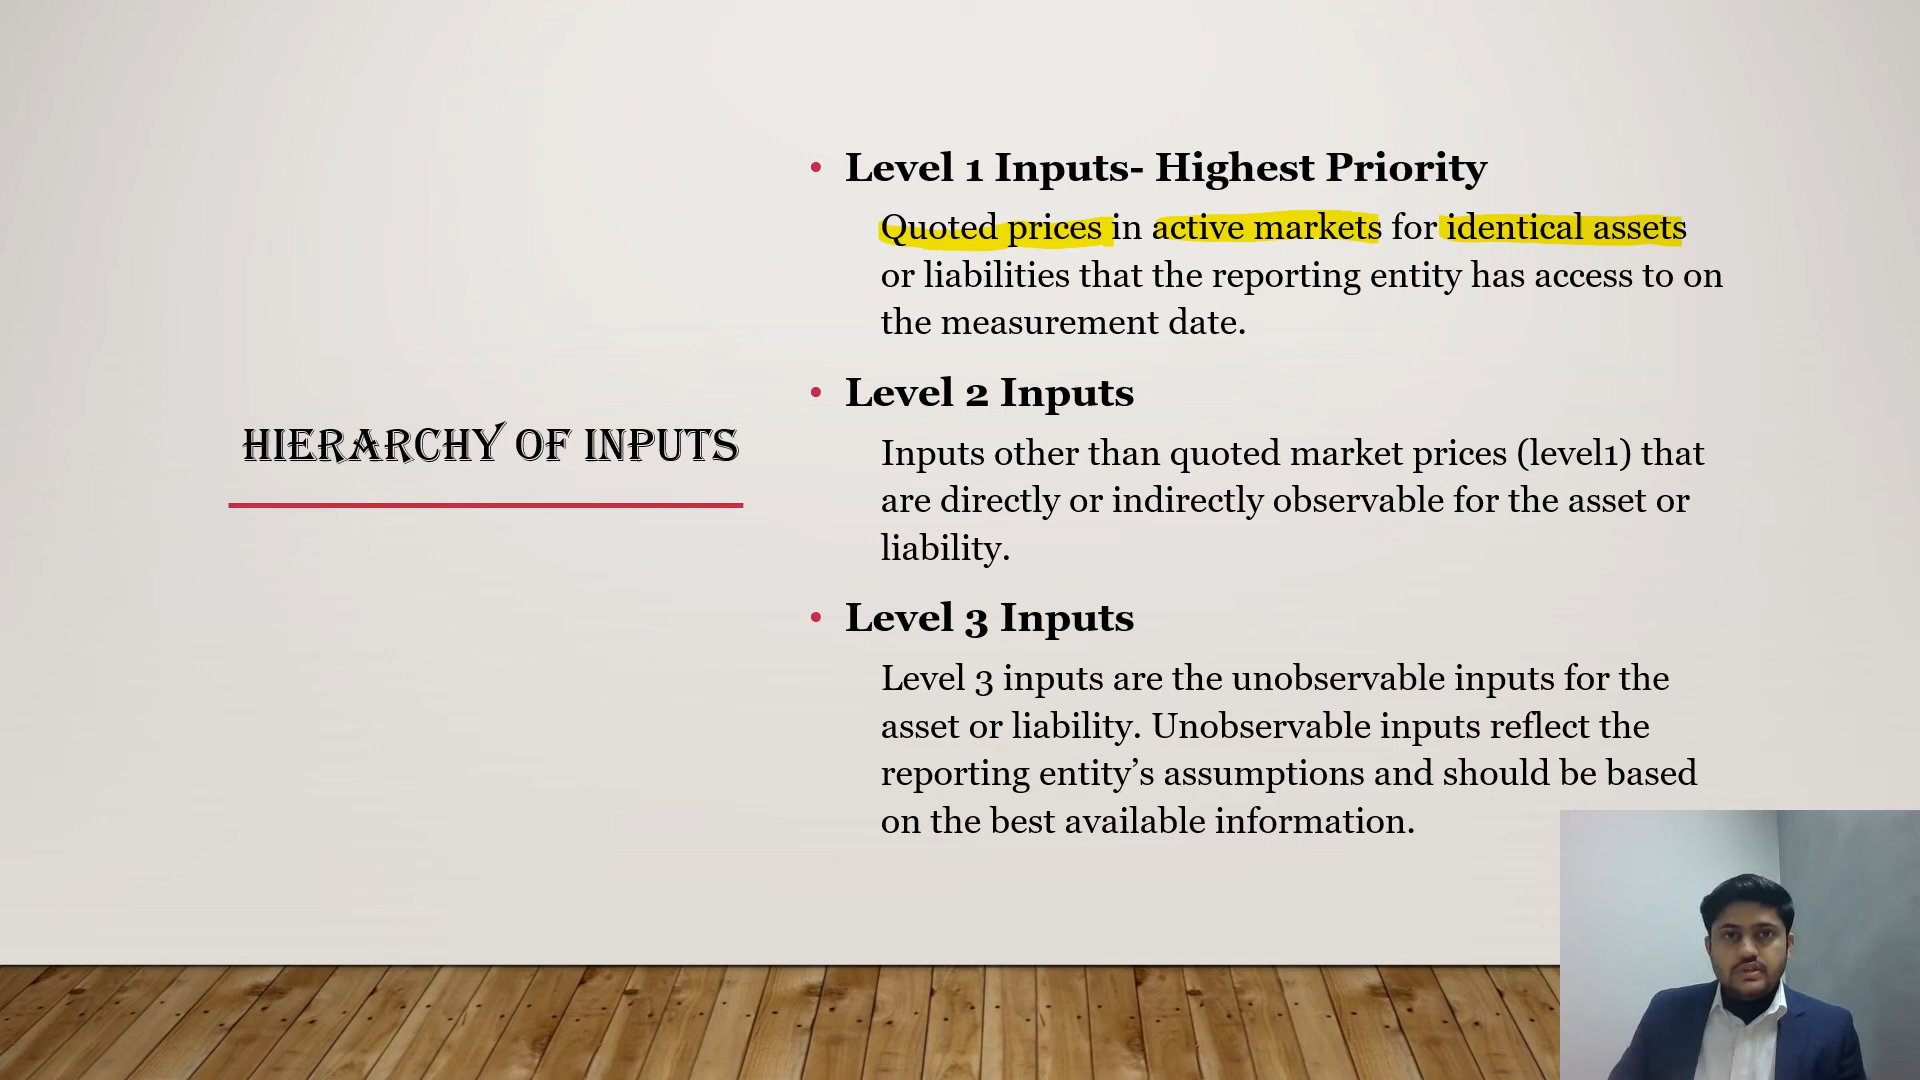 HIERARCHY OF INPUTS
• Level 1 Inputs- Highest Priority
Quoted prices in active markets for identical assets
or liabilities that the reporting entity has access to on
the measurement date.
• Level 2 Inputs
Inputs other than quoted market prices (level1) that
are directly or indirectly observable for the asset or
liability.
• Level 3 Inputs
Level 3 inputs are the unobservable inputs for the
asset or liability. Unobservable inputs reflect the
reporting entity’s assumptions and should be based
on the best available information.